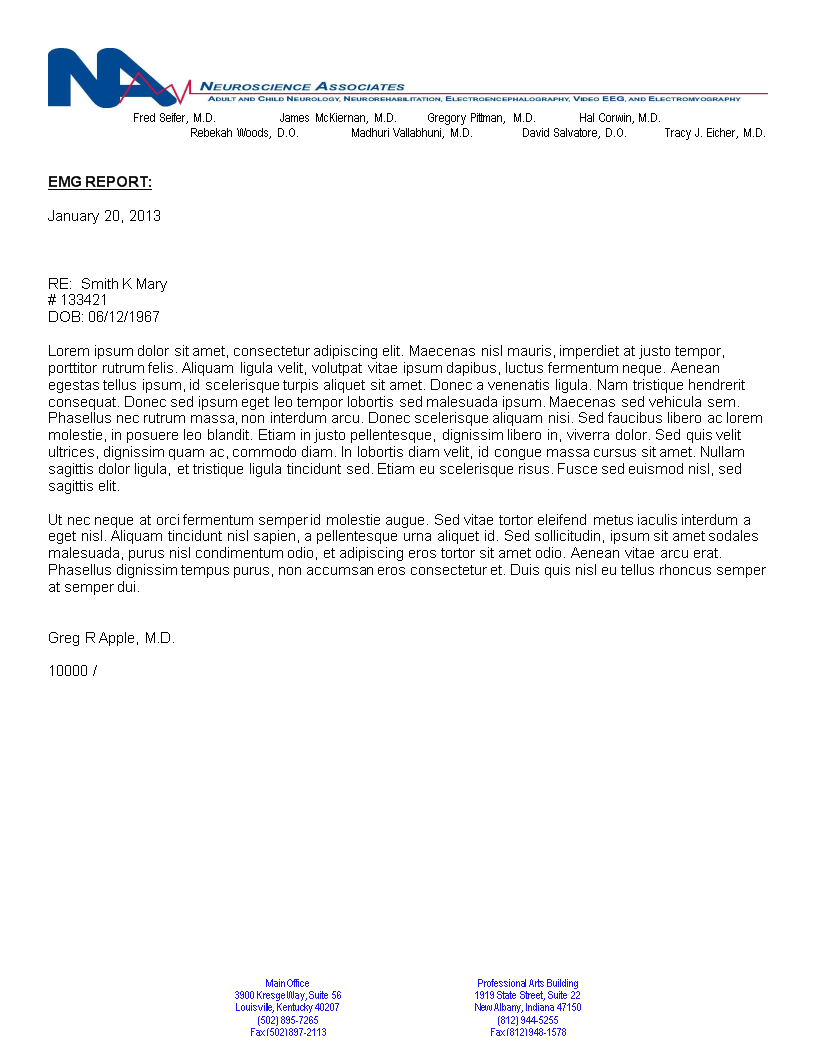 NA
NEUROSCIENCE ASSOCIATES
ADULT AND CHILD NEUROLOGY, NEUROREHABILITATION, ELECTROENCEPHALOGRAPHY, VIDEO EEG, AND ELECTROMYOGRAPHY
Fred Seifer, M.D. James McKiernan, M.D. Gregory Pittman, M.D. Hal Corwin, M.D.
Rebekah Woods, D.O. Madhuri Vallabhuni, M.D. David Salvatore, D.O. Tracy J. Eicher, M.D.
EMG REPORT:
January 20, 2013
RE: Smith K Mary
# 133421
DOB: 06/12/1967
Lorem ipsum dolor sit amet, consectetur adipiscing elit. Maecenas nisl mauris, imperdiet at justo tempor,
porttitor rutrum felis. Aliquam ligula velit, volutpat vitae ipsum dapibus, luctus fermentum neque. Aenean
egestas tellus ipsum, id scelerisque turpis aliquet sit amet. Donec a venenatis ligula. Nam tristique hendrerit
consequat. Donec sed ipsum eget leo tempor lobortis sed malesuada ipsum. Maecenas sed vehicula sem.
Phasellus nec rutrum massa, non interdum arcu. Donec scelerisque aliquam nisi. Sed faucibus libero ac lorem
molestie, in posuere leo blandit. Etiam in justo pellentesque, dignissim libero in, viverra dolor. Sed quis velit
ultrices, dignissim quam ac, commodo diam. In lobortis diam velit, id congue massa cursus sit amet. Nullam
sagittis dolor ligula, et tristique ligula tincidunt sed. Etiam eu scelerisque risus. Fusce sed euismod nisl, sed
sagittis elit.
Ut nec neque at orci fermentum semper id molestie augue. Sed vitae tortor eleifend metus iaculis interdum a
eget nisl. Aliquam tincidunt nisl sapien, a pellentesque urna aliquet id. Sed sollicitudin, ipsum sit amet sodales
malesuada, purus nisl condimentum odio, et adipiscing eros tortor sit amet odio. Aenean vitae arcu erat.
Phasellus dignissim tempus purus, non accumsan eros consectetur et. Duis quis nisl eu tellus rhoncus semper
at semper dui.
Greg R Apple, M.D.
10000 /
Main Office
3900 Kresge Way, Suite 56
Louisville, Kentucky 40207
(502) 895-7265
Fax (502) 897-2113
Professional Arts Building
1919 State Street, Suite 22
New Albany, Indiana 47150
(812) 944-5255
Fax (812) 948-1578